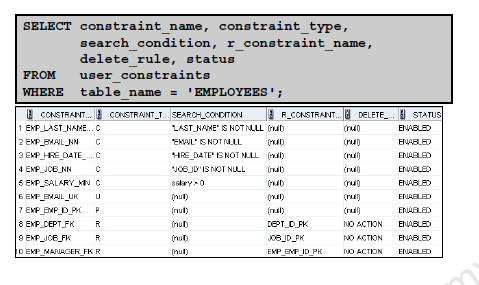 SELECT constraint_name, constraint_type,
search_condition, r_constraint_name,
delete_rule, status
FROM user_constraints
WHERE table_name = 'EMPLOYEES';
CONSTRAINT... CONSTRAINT_T... SEARCH_CONDITION R_CONSTRAINT... DELETE_... STATUS
1 EMP_LAST_NAME... C "LAST_NAME" IS NOT NULL (null) (null) ENABLED
2 EMP_EMAIL_NN C "EMAIL" IS NOT NULL (null) (null) ENABLED
3 EMP_HIRE_DATE_... C "HIRE_DATE" IS NOT NULL (null) (null) ENABLED
4 EMP_JOB_NN C "JOB_ID" IS NOT NULL (null) (null) ENABLED
5 EMP_SALARY_MIN C salary > 0 (null) (null) ENABLED
6 EMP_EMAIL_UK U (null) (null) (null) ENABLED
7 EMP_EMP_ID_PK P (null) (null) (null) ENABLED
8 EMP_DEPT_FK R (null) DEPT_ID_PK NO ACTION ENABLED
9 EMP_JOB_FK R (null) JOB_ID_PK NO ACTION ENABLED
10 EMP_MANAGER_FK R (null) EMP_EMP_ID_PK NO ACTION ENABLED